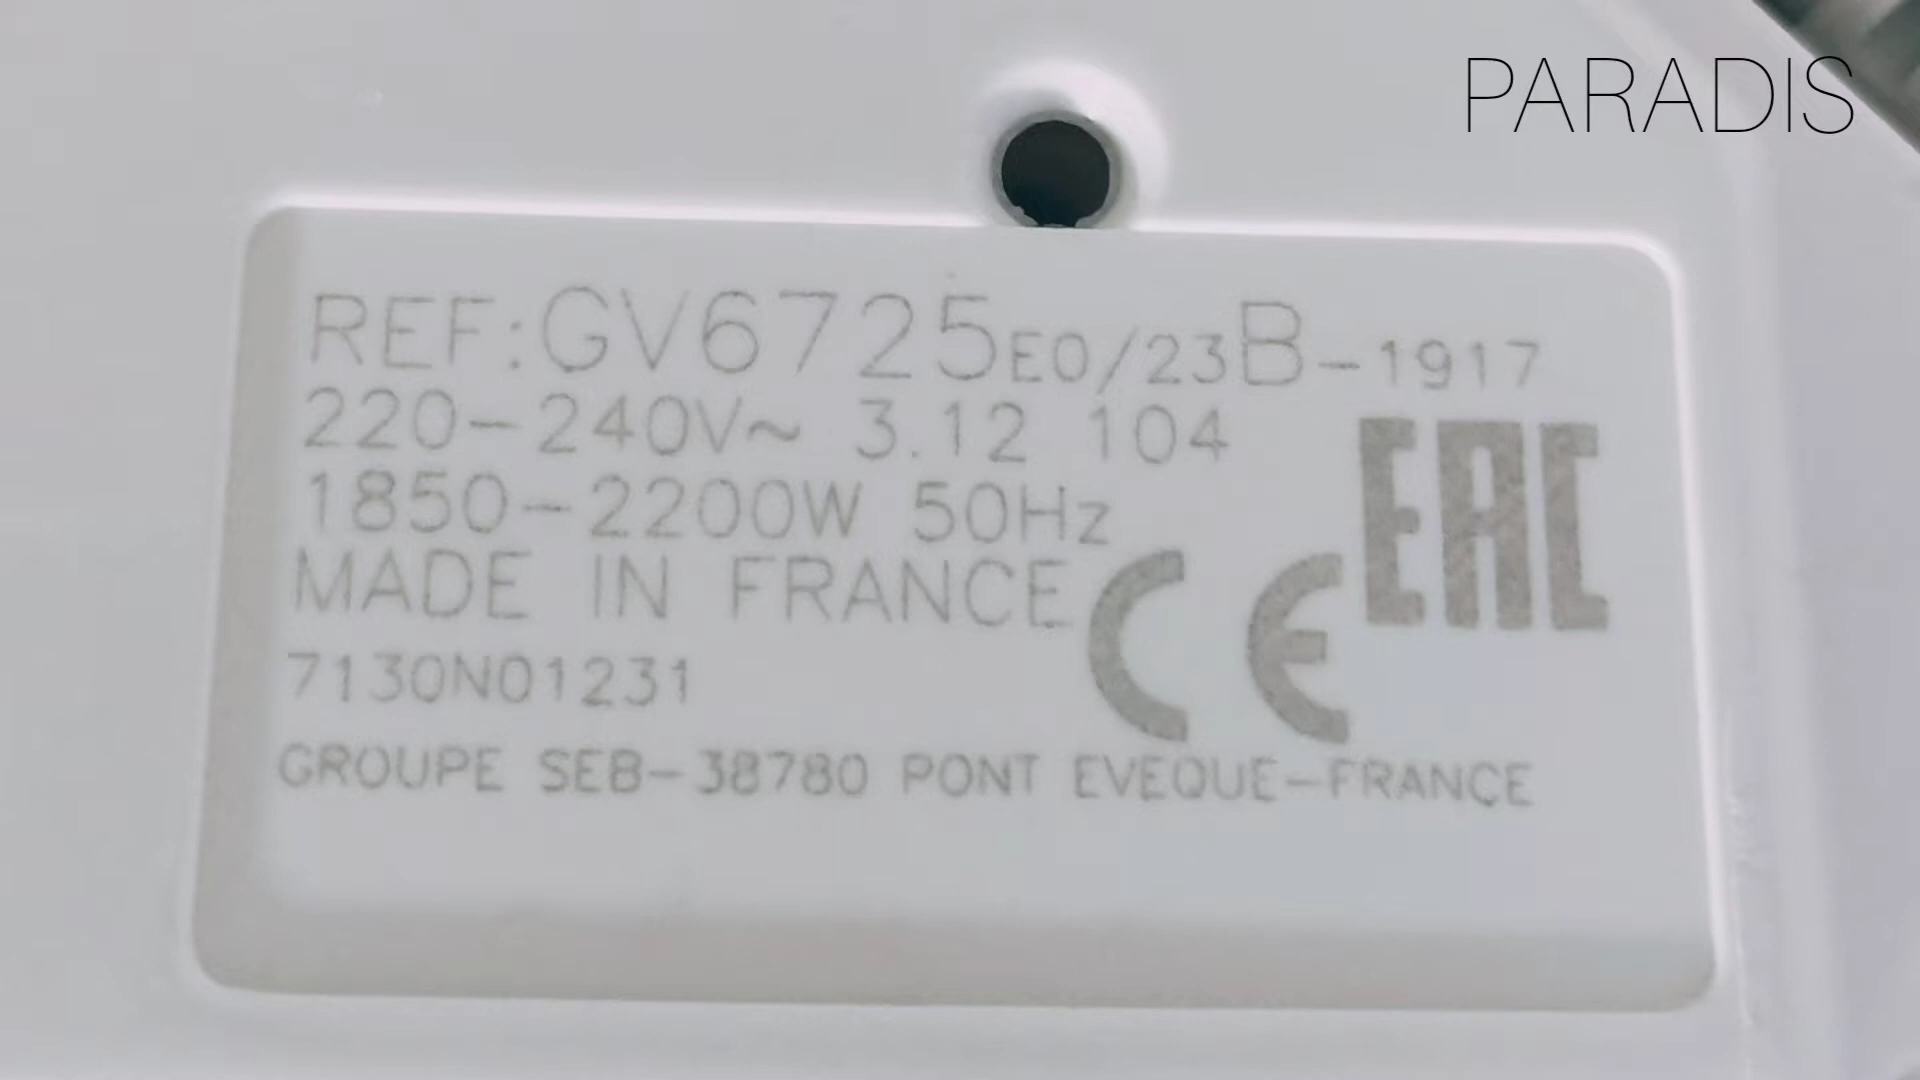 PARADIS
REF:GV6725E0/23B-1917
220-240V~ 3.12 104
1850-2200W 50Hz
EAC
MADE IN FRANCE
CE
7130N01231
GROUPE SEB-38780 PONT EVEQUE-FRANCE